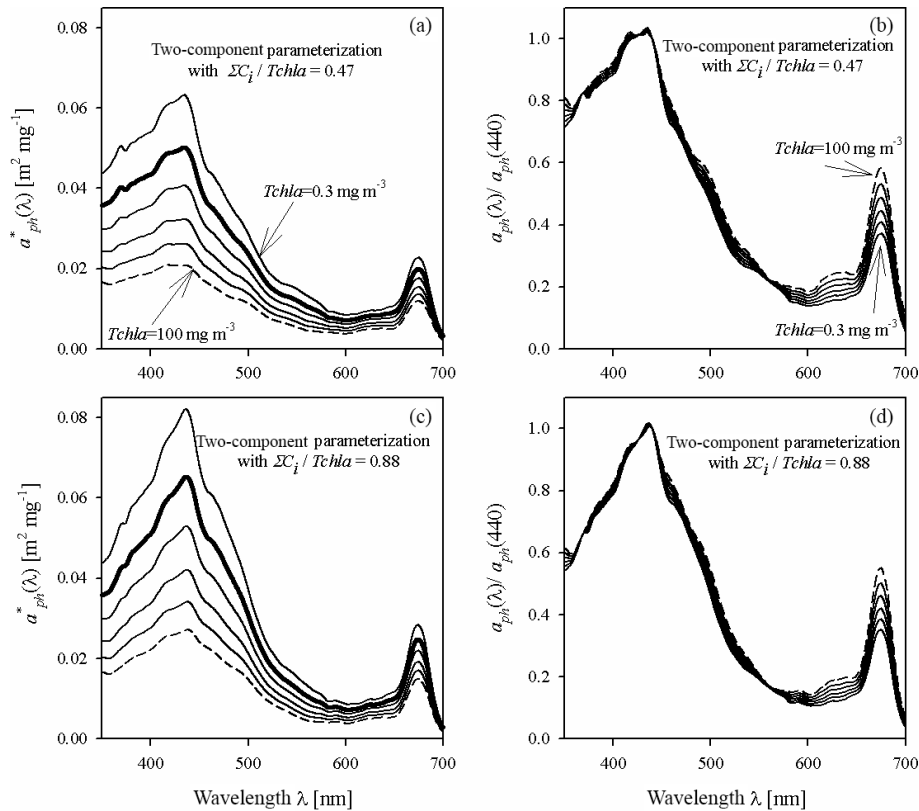 (a)
Two-component parameterization
with ΣCi / Tchla = 0.47
Tchla=0.3 mg m-3
Tchla=100 mg m-3
a*ph(λ) [m2 mg-1]
0.08
0.06
0.04
0.02
0.00
400 500 600 700
(b)
Two-component parameterization
with ΣCi / Tchla = 0.47
Tchla=100 mg m-3
Tchla=0.3 mg m-3
aph(λ)/ aph(440)
1.0
0.8
0.6
0.4
0.2
0.0
400 500 600 700
(c)
Two-component parameterization
with ΣCi / Tchla = 0.88
a*ph(λ) [m2 mg-1]
0.08
0.06
0.04
0.02
0.00
400 500 600 700
Wavelength λ [nm]
(d)
Two-component parameterization
with ΣCi / Tchla = 0.88
aph(λ)/ aph(440)
1.0
0.8
0.6
0.4
0.2
0.0
400 500 600 700
Wavelength λ [nm]